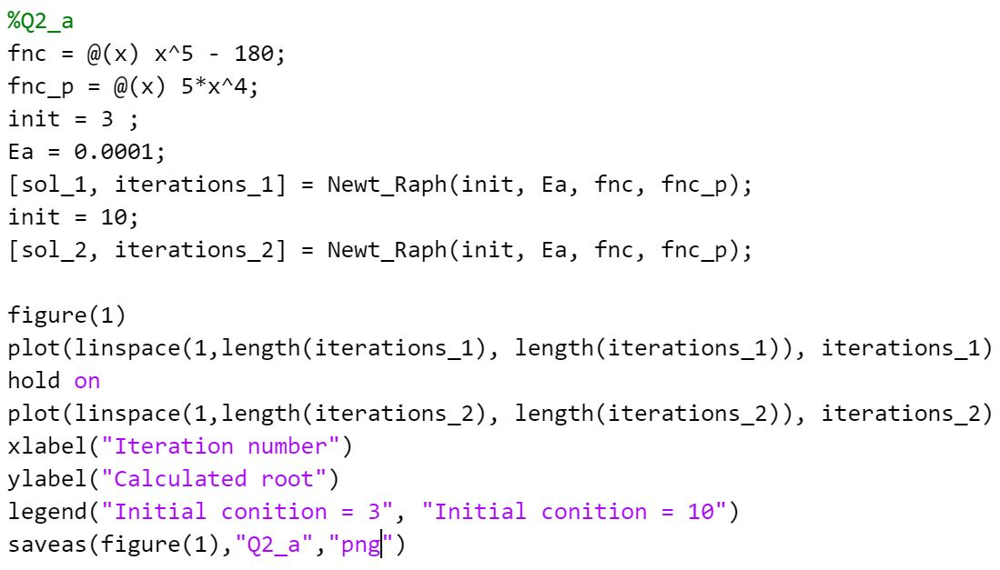 %Q2_a
fnc = @(x) x^5 - 180;
fnc_p = @(x) 5*x^4;
init = 3 ;
Ea = 0.0001;
[sol_1, iterations_1] = Newt_Raph(init, Ea, fnc, fnc_p);
init = 10;
[sol_2, iterations_2] = Newt_Raph(init, Ea, fnc, fnc_p);
figure(1)
plot(linspace(1,length(iterations_1), length(iterations_1)), iterations_1)
hold on
plot(linspace(1,length(iterations_2), length(iterations_2)), iterations_2)
xlabel("Iteration number")
ylabel("Calculated root")
legend("Initial conition = 3", "Initial conition = 10")
saveas(figure(1),"Q2_a","png")